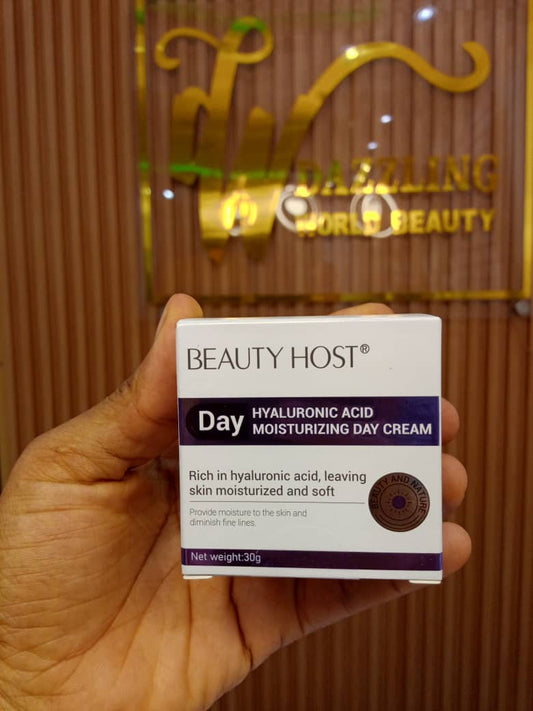 DW
DAZZLING
WORLD BEAUTY
BEAUTY HOST®
Day
HYALURONIC ACID
MOISTURIZING DAY CREAM
Rich in hyaluronic acid, leaving
skin moisturized and soft
Provide moisture to the skin and
diminish fine lines.
BEAUTY AND NATURE
Net weight:30g